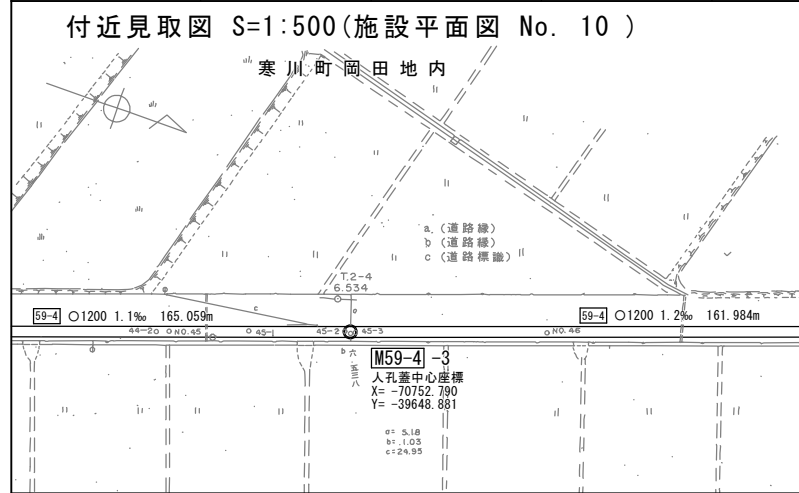 付近見取図 S=1:500(施設平面図 No. 10 )
寒川町岡田地内
a (道路縁)
b (道路縁)
c (道路標識)
T.2-4
6.534
59-4 ○1200 1.1‰ 165.059m
59-4 ○1200 1.2‰ 161.984m
c
a
44-2 NO.45 45-1 45-2 45-3 NO.46
b 六.五三八
M59-4 -3
人孔蓋中心座標
X= -70752.790
Y= -39648.881
a= 5.18
b= 1.03
c=24.95